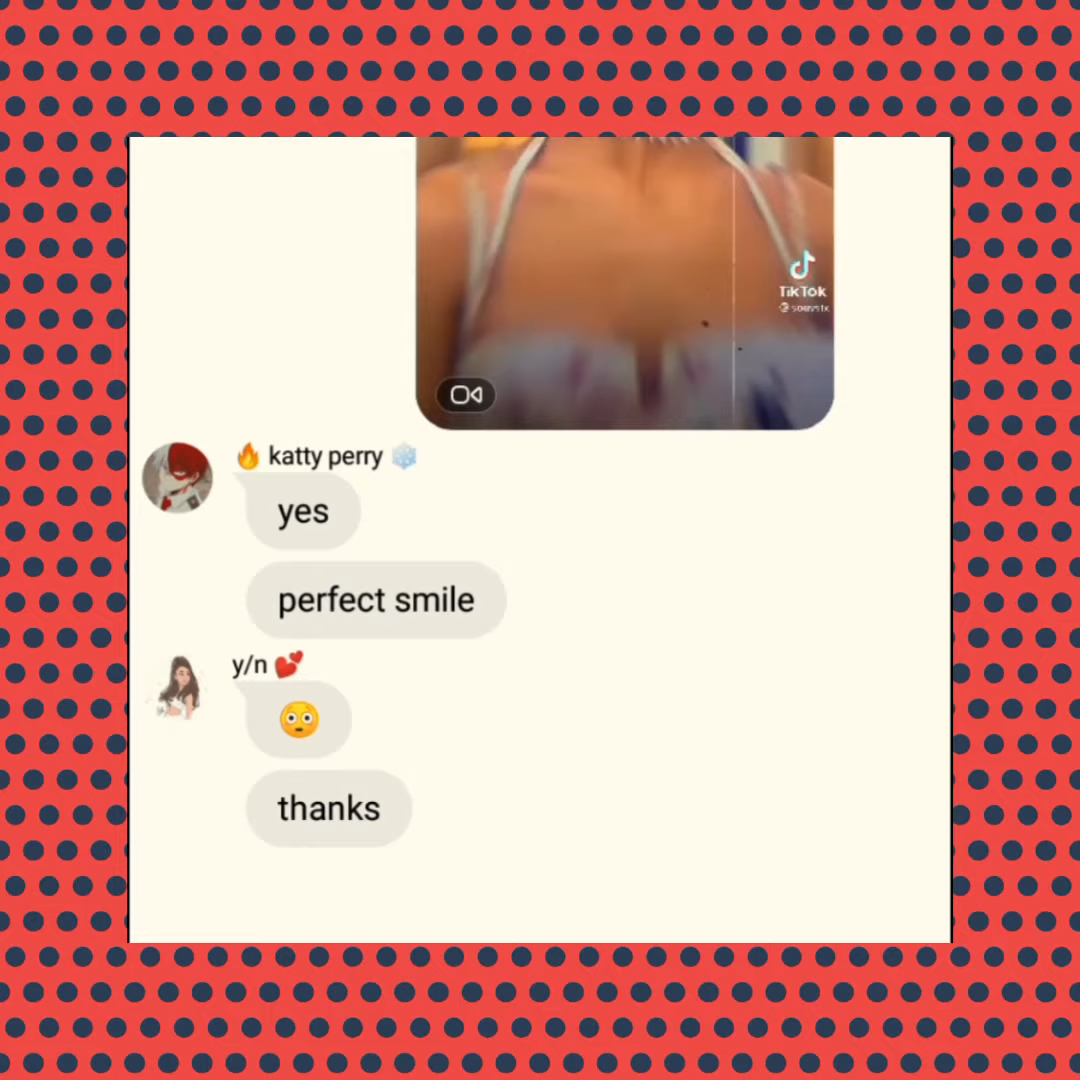 TikTok
🔥 katty perry ❄️
yes
perfect smile
y/n 💕
😳
thanks